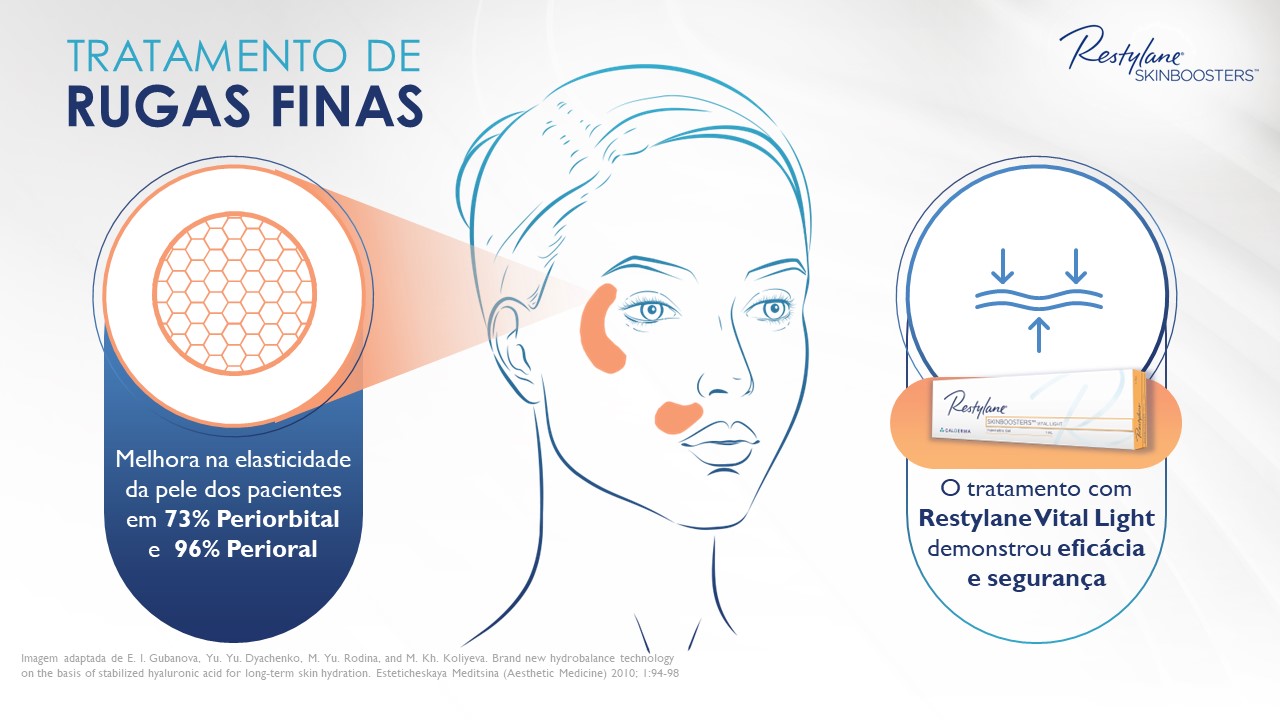 TRATAMENTO DE
RUGAS FINAS
Restylane®
SKINBOOSTERS™
Melhora na elasticidade
da pele dos pacientes
em 73% Periorbital
e 96% Perioral
Restylane
SKINBOOSTERS™ VITAL LIGHT
GALDERMA
Restylane
O tratamento com
Restylane Vital Light
demonstrou eficácia
e segurança
Imagem adaptada de E. I. Gubanova, Yu. Yu. Dyachenko, M. Yu. Rodina, and M. Kh. Koliyeva. Brand new hydrobalance technology
on the basis of stabilized hyaluronic acid for long-term skin hydration. Esteticheskaya Meditsina (Aesthetic Medicine) 2010; 1:94-98